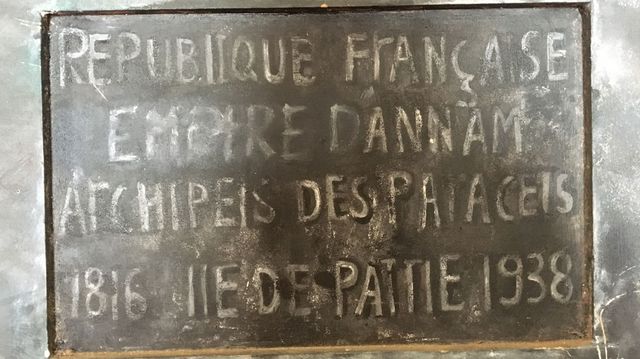 REPUBLIQUE FRANÇAISE
EMPIRE D'ANNAM
ARCHIPELS DES PARACELS
1816 ILE DE PATTLE 1938